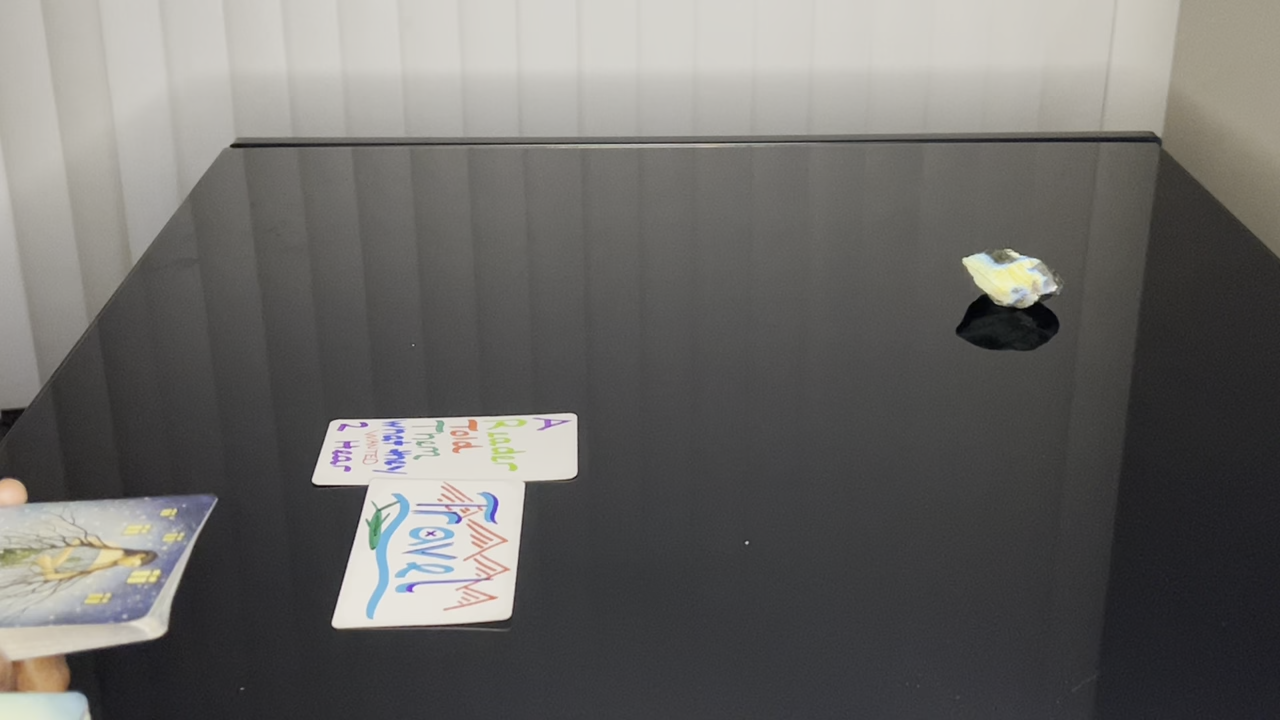 A
Reader
Told
Them
what they
WANTED
2 Hear
Travel